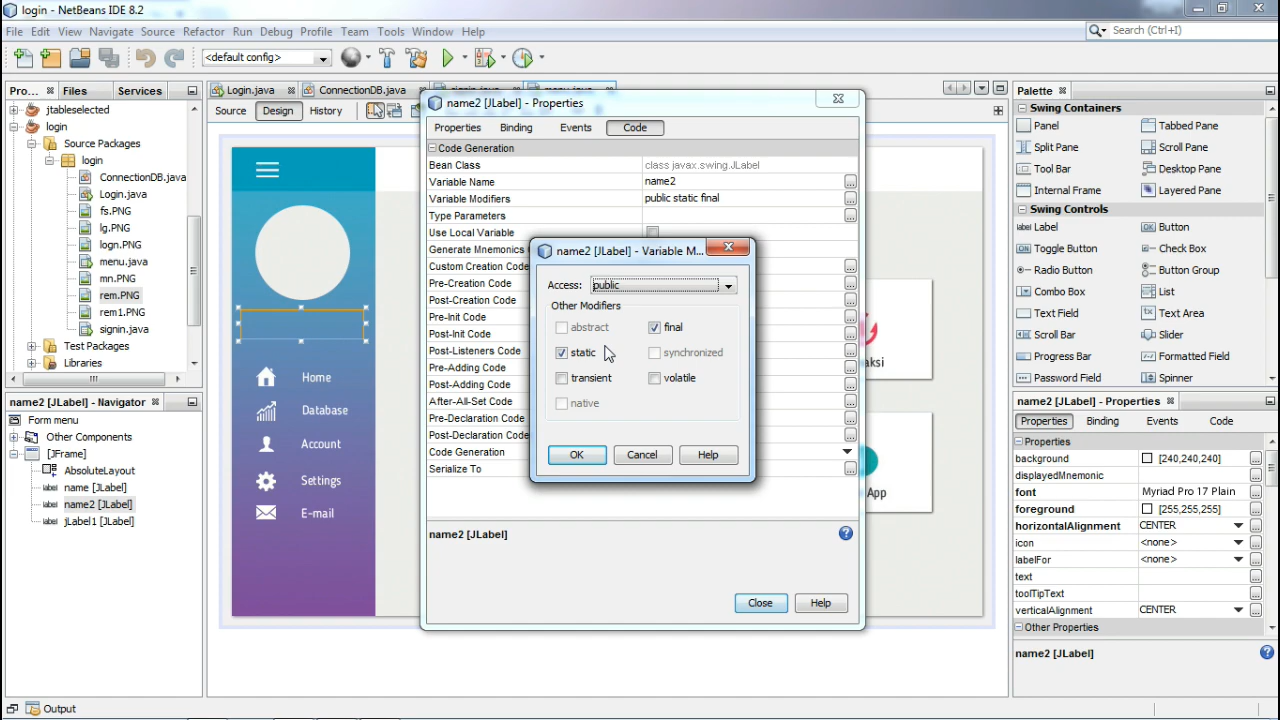 login - NetBeans IDE 8.2
File Edit View Navigate Source Refactor Run Debug Profile Team Tools Window Help
Search (Ctrl+I)
<default config>
Pro... Files Services
jtableselected
login
Source Packages
login
ConnectionDB.java
Login.java
fs.PNG
lg.PNG
logn.PNG
menu.java
mn.PNG
rem.PNG
rem1.PNG
signin.java
Test Packages
Libraries
name2 [JLabel] - Navigator
Form menu
Other Components
[JFrame]
AbsoluteLayout
name [JLabel]
name2 [JLabel]
jLabel1 [JLabel]
Output
Login.java ConnectionDB.java
Source Design History
Home
Database
Account
Settings
E-mail
aksi
App
name2 [JLabel] - Properties
Properties Binding Events Code
Code Generation
Bean Class class javax.swing.JLabel
Variable Name name2
Variable Modifiers public static final
Type Parameters
Use Local Variable
Generate Mnemonics C
Custom Creation Code
Pre-Creation Code
Post-Creation Code
Pre-Init Code
Post-Init Code
Post-Listeners Code
Pre-Adding Code
Post-Adding Code
After-All-Set Code
Pre-Declaration Code
Post-Declaration Code
Code Generation
Serialize To
name2 [JLabel]
Close Help
name2 [JLabel] - Variable M...
Access: public
Other Modifiers
abstract final
static synchronized
transient volatile
native
OK Cancel Help
Palette
Swing Containers
Panel Tabbed Pane
Split Pane Scroll Pane
Tool Bar Desktop Pane
Internal Frame Layered Pane
Swing Controls
label Label OK Button
Toggle Button Check Box
Radio Button Button Group
Combo Box List
Text Field Text Area
Scroll Bar Slider
Progress Bar Formatted Field
Password Field Spinner
name2 [JLabel] - Properties
Properties Binding Events Code
Properties
background [240,240,240]
displayedMnemonic
font Myriad Pro 17 Plain
foreground [255,255,255]
horizontalAlignment CENTER
icon <none>
labelFor <none>
text
toolTipText
verticalAlignment CENTER
Other Properties
name2 [JLabel]